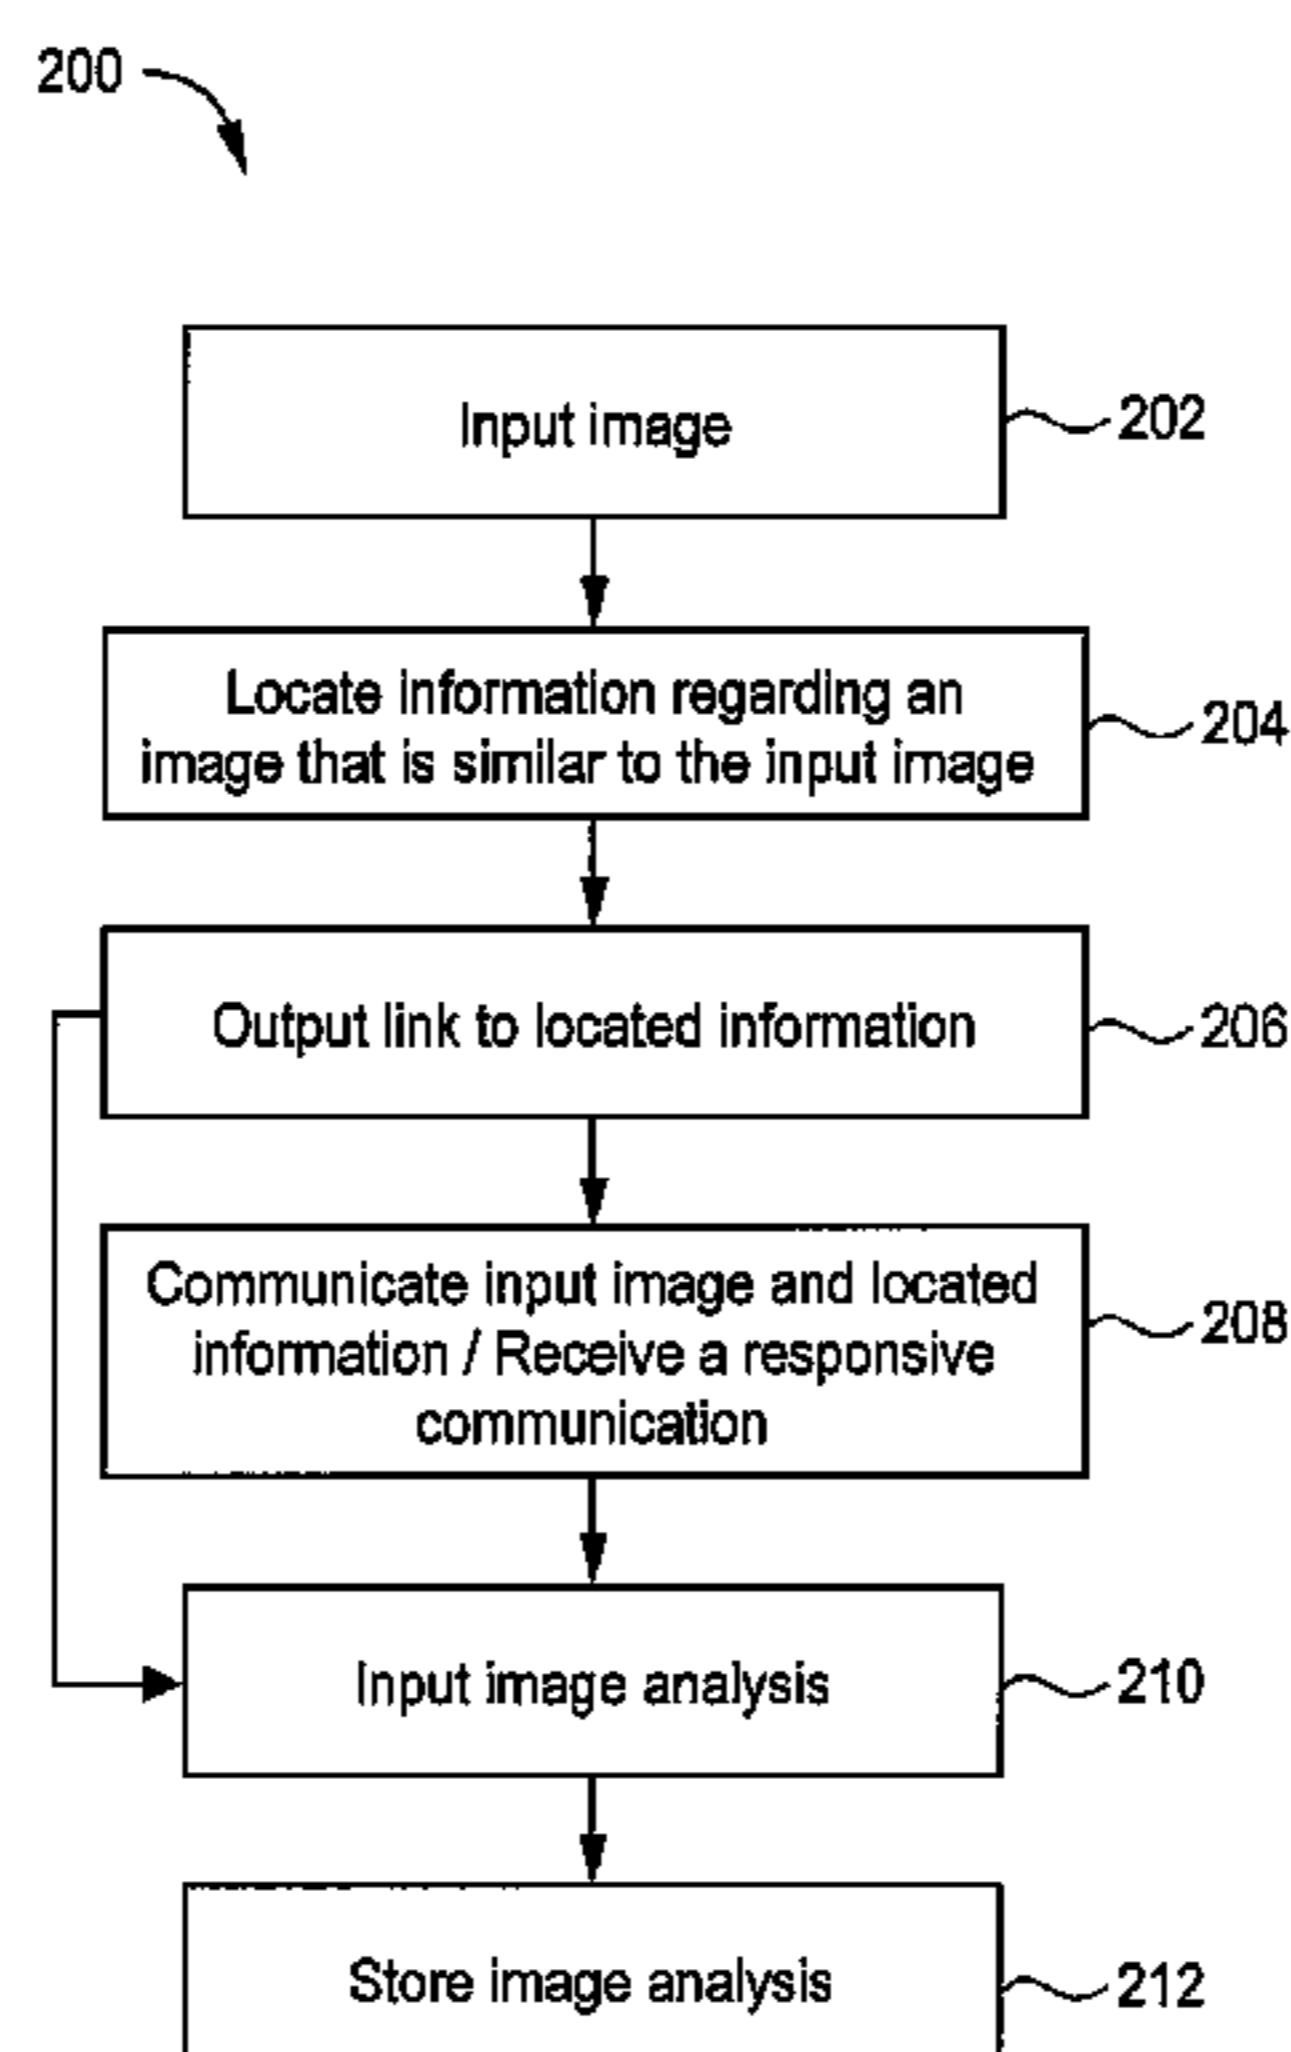 200
Input image
202
Locate information regarding an
image that is similar to the input image
204
Output link to located information
206
Communicate input image and located
information / Receive a responsive
communication
208
Input image analysis
210
Store image analysis
212